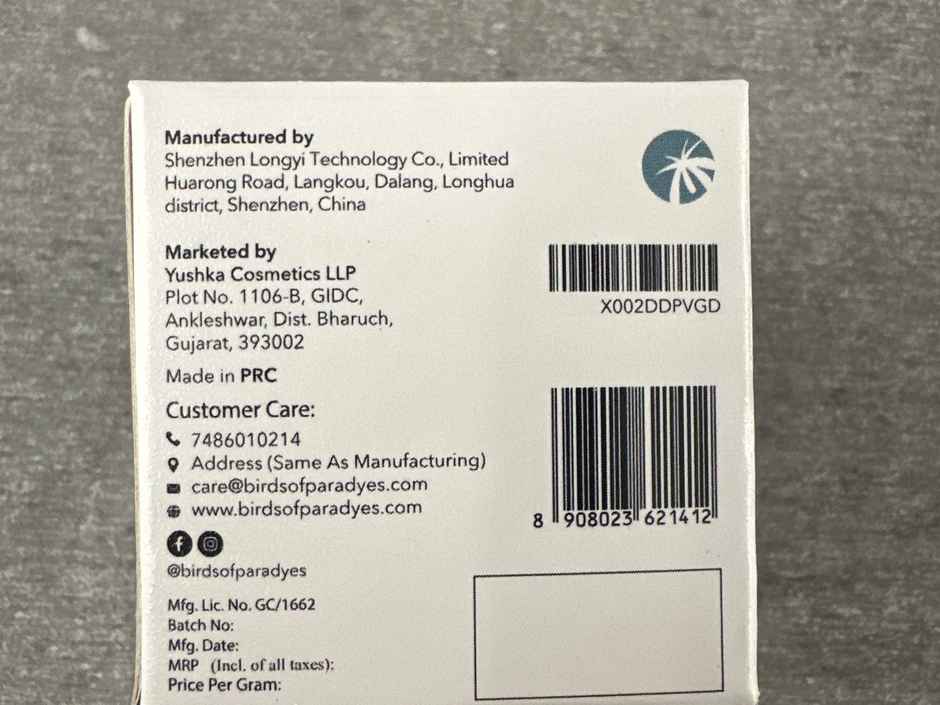 Manufactured by
Shenzhen Longyi Technology Co., Limited
Huarong Road, Langkou, Dalang, Longhua
district, Shenzhen, China
Marketed by
Yushka Cosmetics LLP
Plot No. 1106-B, GIDC,
Ankleshwar, Dist. Bharuch,
Gujarat, 393002
Made in PRC
Customer Care:
7486010214
Address (Same As Manufacturing)
care@birdsofparadyes.com
www.birdsofparadyes.com
@birdsofparadyes
Mfg. Lic. No. GC/1662
Batch No:
Mfg. Date:
MRP (Incl. of all taxes):
Price Per Gram:
X002DDPVGD
8 908023 621412